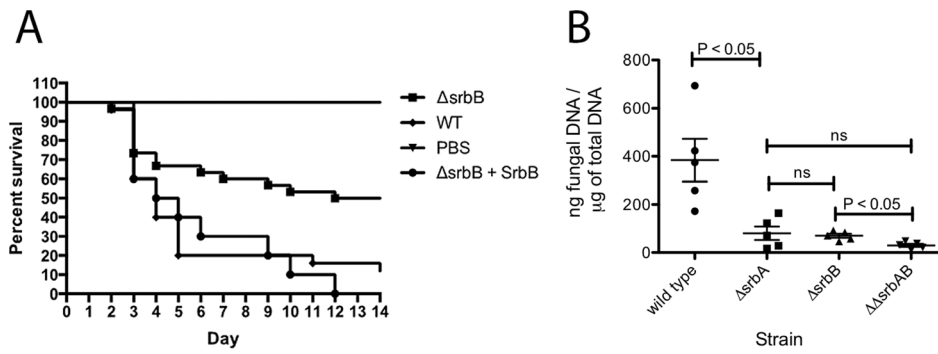 A
110
100
90
80
70
60
50
40
30
20
10
0
Percent survival
0 1 2 3 4 5 6 7 8 9 10 11 12 13 14
Day
ΔsrbB
WT
PBS
ΔsrbB + SrbB
B
P < 0.05
ns
ns
P < 0.05
800
600
400
200
0
ng fungal DNA /
μg of total DNA
wild type
ΔsrbA
ΔsrbB
ΔΔsrbAB
Strain